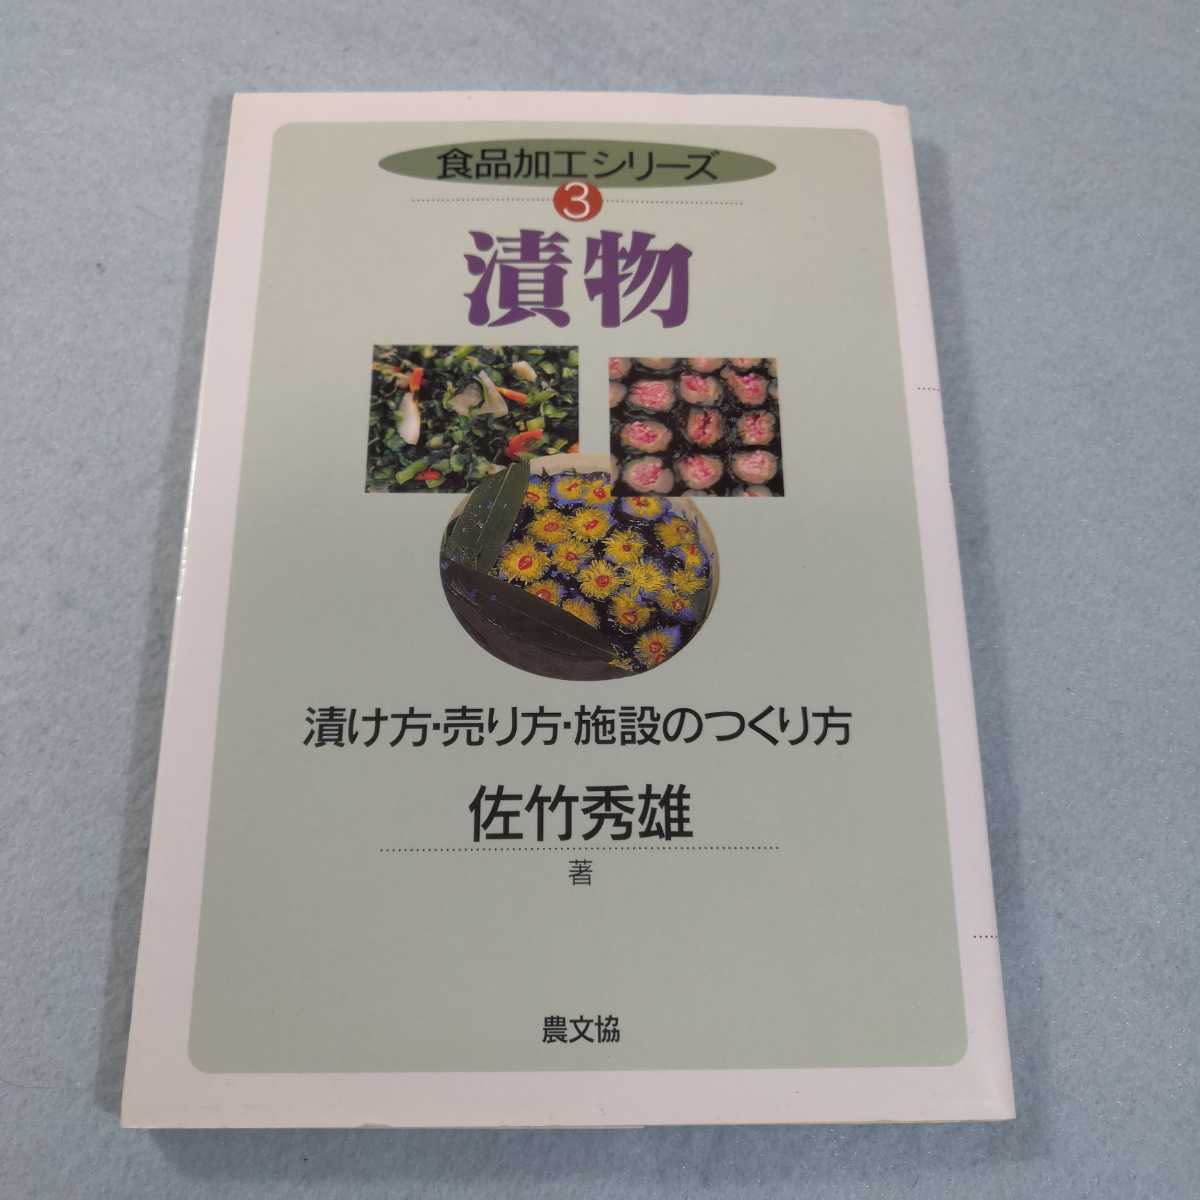 食品加工シリーズ
3
漬物
漬け方・売り方・施設のつくり方
佐竹秀雄
著
農文協